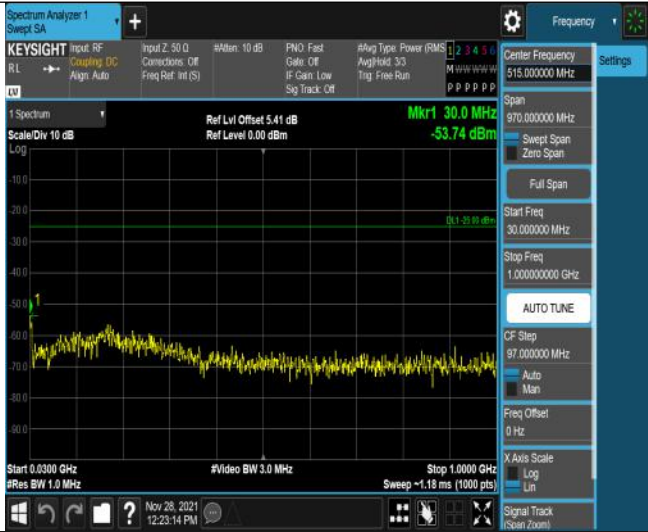 Spectrum Analyzer 1
Swept SA
+
Frequency
KEYSIGHT
RL
LV
Input: RF
Coupling: DC
Align: Auto
Input Z: 50 Ω
Corrections: Off
Freq Ref: Int (S)
#Atten: 10 dB
PNO: Fast
Gate: Off
IF Gain: Low
Sig Track: Off
#Avg Type: Power (RMS
Avg|Hold: 3/3
Trig: Free Run
1 2 3 4 5 6
M W W W W W
P P P P P P
1 Spectrum
Scale/Div 10 dB
Log
Ref Lvl Offset 5.41 dB
Ref Level 0.00 dBm
Mkr1 30.0 MHz
-53.74 dBm
-10.0
-20.0
DL1 -25.00 dBm
-30.0
-40.0
-50.0
1
-60.0
-70.0
-80.0
-90.0
Start 0.0300 GHz
#Video BW 3.0 MHz
Stop 1.0000 GHz
#Res BW 1.0 MHz
Sweep ~1.18 ms (1000 pts)
?
Nov 28, 2021
12:23:14 PM
Center Frequency
515.000000 MHz
Settings
Span
970.000000 MHz
Swept Span
Zero Span
Full Span
Start Freq
30.000000 MHz
Stop Freq
1.000000000 GHz
AUTO TUNE
CF Step
97.000000 MHz
Auto
Man
Freq Offset
0 Hz
X Axis Scale
Log
Lin
Signal Track
(Span Zoom)